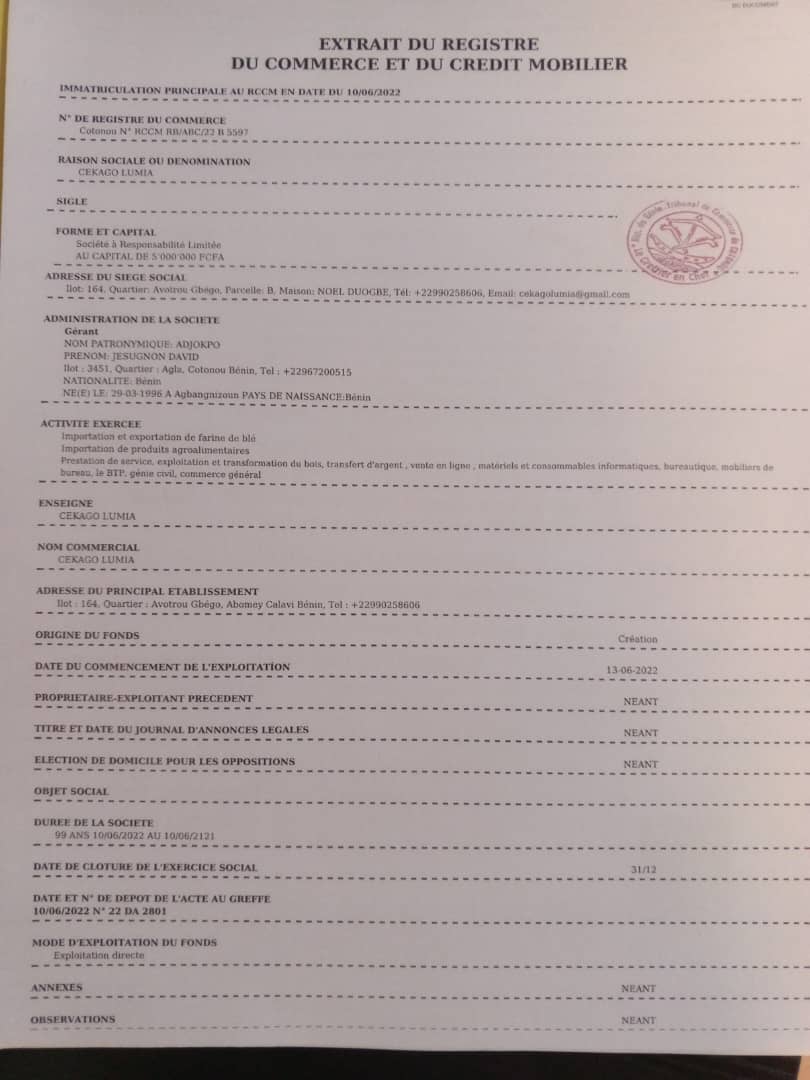 DU DOCUMENT
EXTRAIT DU REGISTRE
DU COMMERCE ET DU CREDIT MOBILIER
IMMATRICULATION PRINCIPALE AU RCCM EN DATE DU 10/06/2022
N° DE REGISTRE DU COMMERCE
Cotonou N° RCCM RB/ABC/22 B 5597
RAISON SOCIALE OU DENOMINATION
CEKAGO LUMIA
SIGLE
FORME ET CAPITAL
Société à Responsabilité Limitée
AU CAPITAL DE 5'000'000 FCFA
Tribunal de Commerce de
Le Greffier en Chef
ADRESSE DU SIEGE SOCIAL
Ilot: 164, Quartier: Avotrou Gbégo, Parcelle: B, Maison: NOEL DUOGBE, Tél: +22990258606, Email: cekagolumia@gmail.com
ADMINISTRATION DE LA SOCIETE
Gérant
NOM PATRONYMIQUE: ADJOKPO
PRENOM: JESUGNON DAVID
Ilot : 3451, Quartier : Agla, Cotonou Bénin, Tel : +22967200515
NATIONALITE: Bénin
NE(E) LE: 29-03-1996 A Agbangnizoun PAYS DE NAISSANCE:Bénin
ACTIVITE EXERCEE
Importation et exportation de farine de blé
Importation de produits agroalimentaires
Prestation de service, exploitation et transformation du bois, transfert d'argent , vente en ligne , matériels et consommables informatiques, bureautique, mobiliers de
bureau, le BTP, génie civil, commerce général
ENSEIGNE
CEKAGO LUMIA
NOM COMMERCIAL
CEKAGO LUMIA
ADRESSE DU PRINCIPAL ETABLISSEMENT
Ilot : 164, Quartier : Avotrou Gbégo, Abomey Calavi Bénin, Tel : +22990258606
ORIGINE DU FONDS Création
DATE DU COMMENCEMENT DE L'EXPLOITATION 13-06-2022
PROPRIETAIRE-EXPLOITANT PRECEDENT NEANT
TITRE ET DATE DU JOURNAL D'ANNONCES LEGALES NEANT
ELECTION DE DOMICILE POUR LES OPPOSITIONS NEANT
OBJET SOCIAL
DUREE DE LA SOCIETE
99 ANS 10/06/2022 AU 10/06/2121
DATE DE CLOTURE DE L'EXERCICE SOCIAL 31/12
DATE ET N° DE DEPOT DE L'ACTE AU GREFFE
10/06/2022 N° 22 DA 2801
MODE D'EXPLOITATION DU FONDS
Exploitation directe
ANNEXES NEANT
OBSERVATIONS NEANT